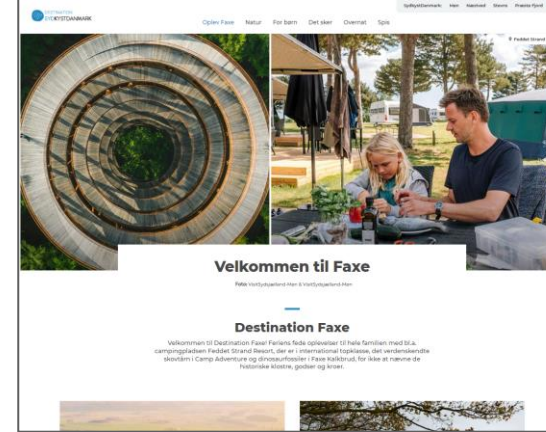 SydkystDanmark: Møn Næstved Stevns Præstø Fjord
DESTINATION
SYDKYSTDANMARK
Oplev Faxe Natur For børn Det sker Overnat Spis
Feddet Strand
Velkommen til Faxe
Foto: VisitSydsjælland-Møn & VisitSydsjælland-Møn
Destination Faxe
Velkommen til Destination Faxe! Feriens fede oplevelser til hele familien med bl.a.
campingpladsen Feddet Strand Resort, der er i international topklasse, det verdenskendte
skovtårn i Camp Adventure og dinosaurfossiler i Faxe Kalkbrud, for ikke at nævne de
historiske klostre, godser og kroer.